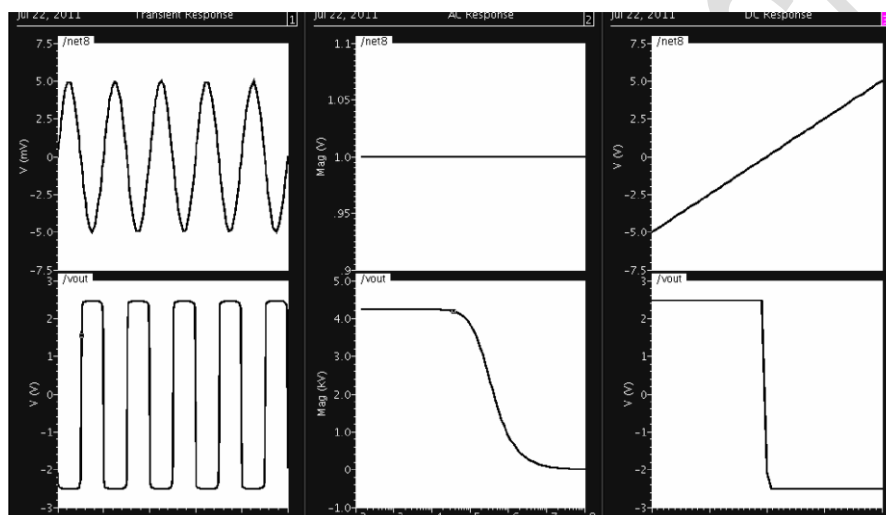 Jul 22, 2011 Transient Response 1
/net8
7.5
5.0
2.5
0
-2.5
-5.0
-7.5
V (mV)
/vout
3
2
1
0
-1
-2
-3
V (V)
Jul 22, 2011 AC Response 2
/net8
1.1
1.05
1.0
.95
.9
Mag (V)
/vout
5.0
4.0
3.0
2.0
1.0
0
-1.0
Mag (kV)
Jul 22, 2011 DC Response
/net8
7.5
5.0
2.5
0
-2.5
-5.0
-7.5
V (V)
/vout
3
2
1
0
-1
-2
-3
V (V)